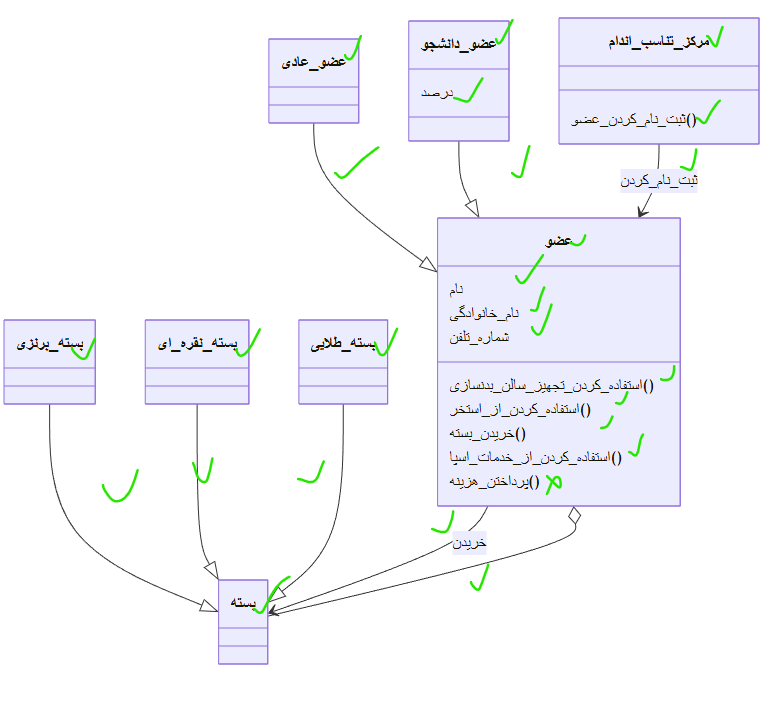 عضو_عادی
عضو_دانشجو
درصد
مرکز_تناسب_اندام
ثبت_نام_کردن_عضو()
ثبت_نام_کردن
عضو
نام
نام_خانوادگی
شماره_تلفن
استفاده_کردن_تجهیز_سالن_بدنسازی()
استفاده_کردن_از_استخر()
خریدن_بسته()
استفاده_کردن_از_خدمات_اسپا()
پرداختن_هزینه()
بسته_برنزی
بسته_نقره_ای
بسته_طلایی
خریدن
بسته